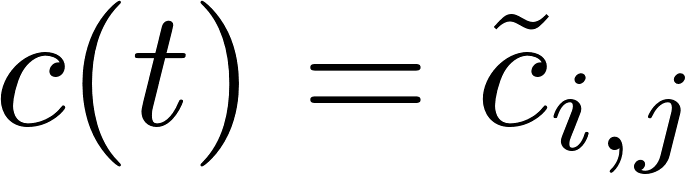 c(t) = c̃_{i,j}